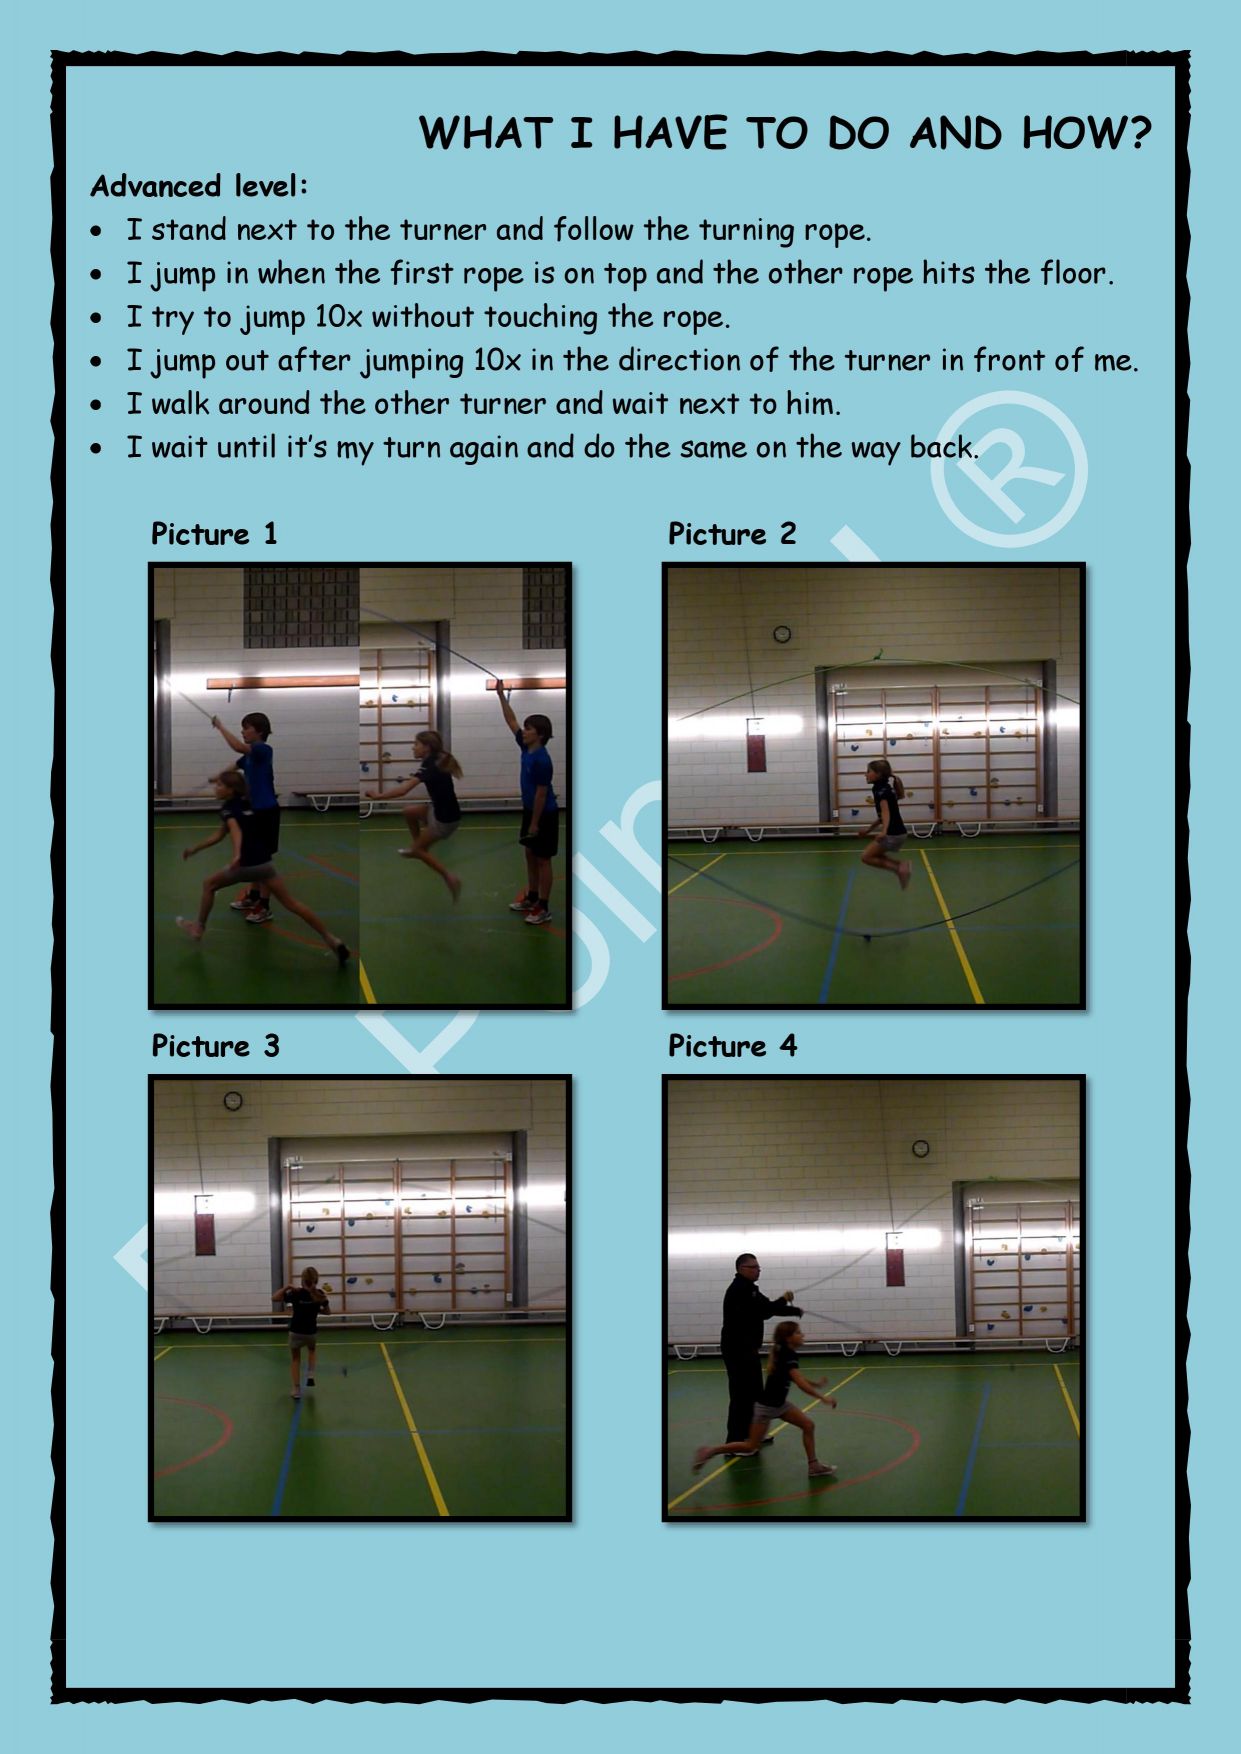 WHAT I HAVE TO DO AND HOW?
Advanced level:
• I stand next to the turner and follow the turning rope.
• I jump in when the first rope is on top and the other rope hits the floor.
• I try to jump 10x without touching the rope.
• I jump out after jumping 10x in the direction of the turner in front of me.
• I walk around the other turner and wait next to him.
• I wait until it’s my turn again and do the same on the way back.
Picture 1
Picture 2
Picture 3
Picture 4